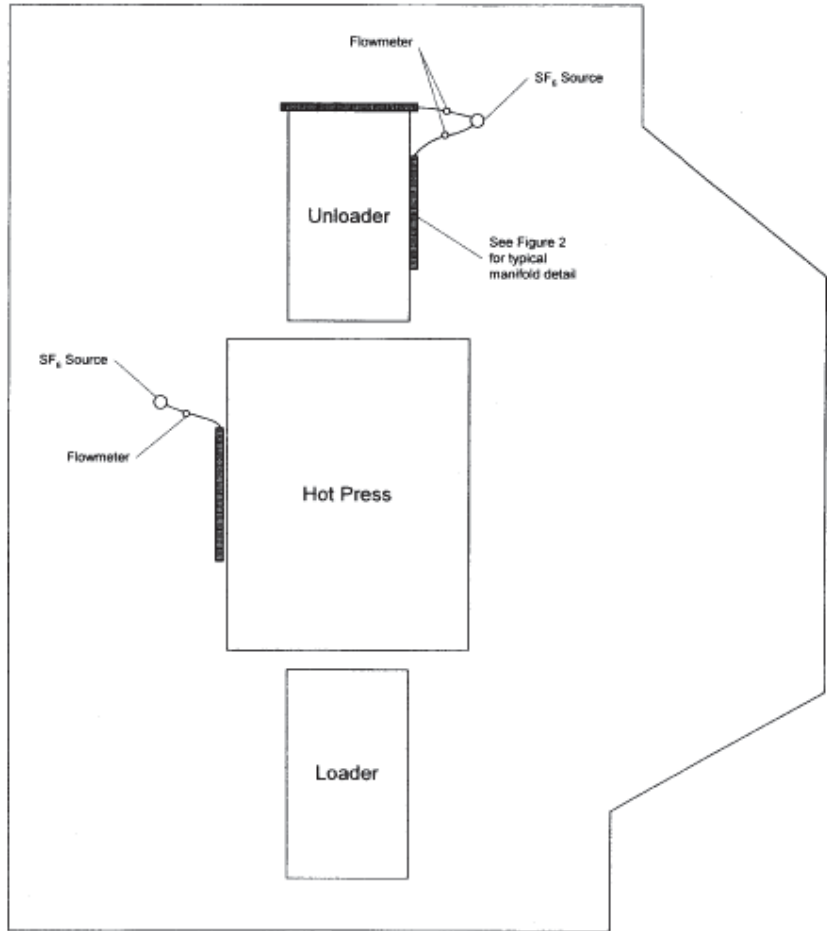 Flowmeter
SF₆ Source
Unloader
See Figure 2
for typical
manifold detail
SF₆ Source
Flowmeter
Hot Press
Loader